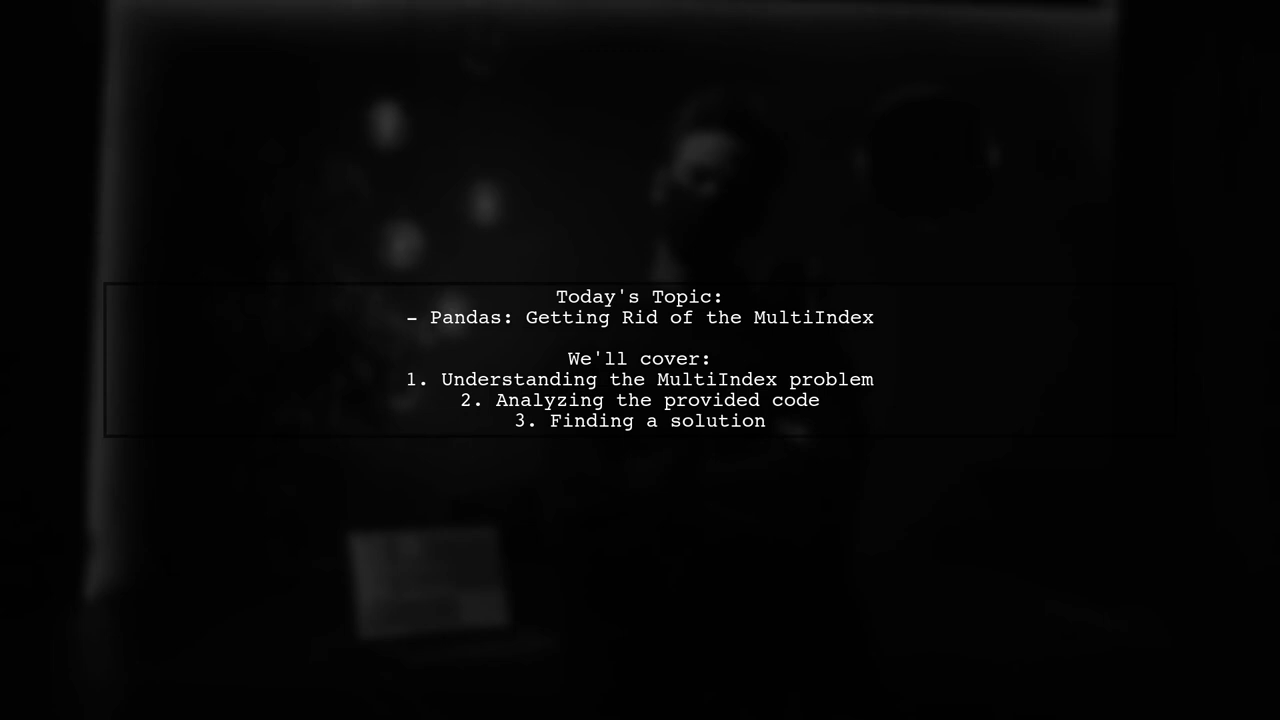 Today's Topic:
- Pandas: Getting Rid of the MultiIndex
We'll cover:
1. Understanding the MultiIndex problem
2. Analyzing the provided code
3. Finding a solution